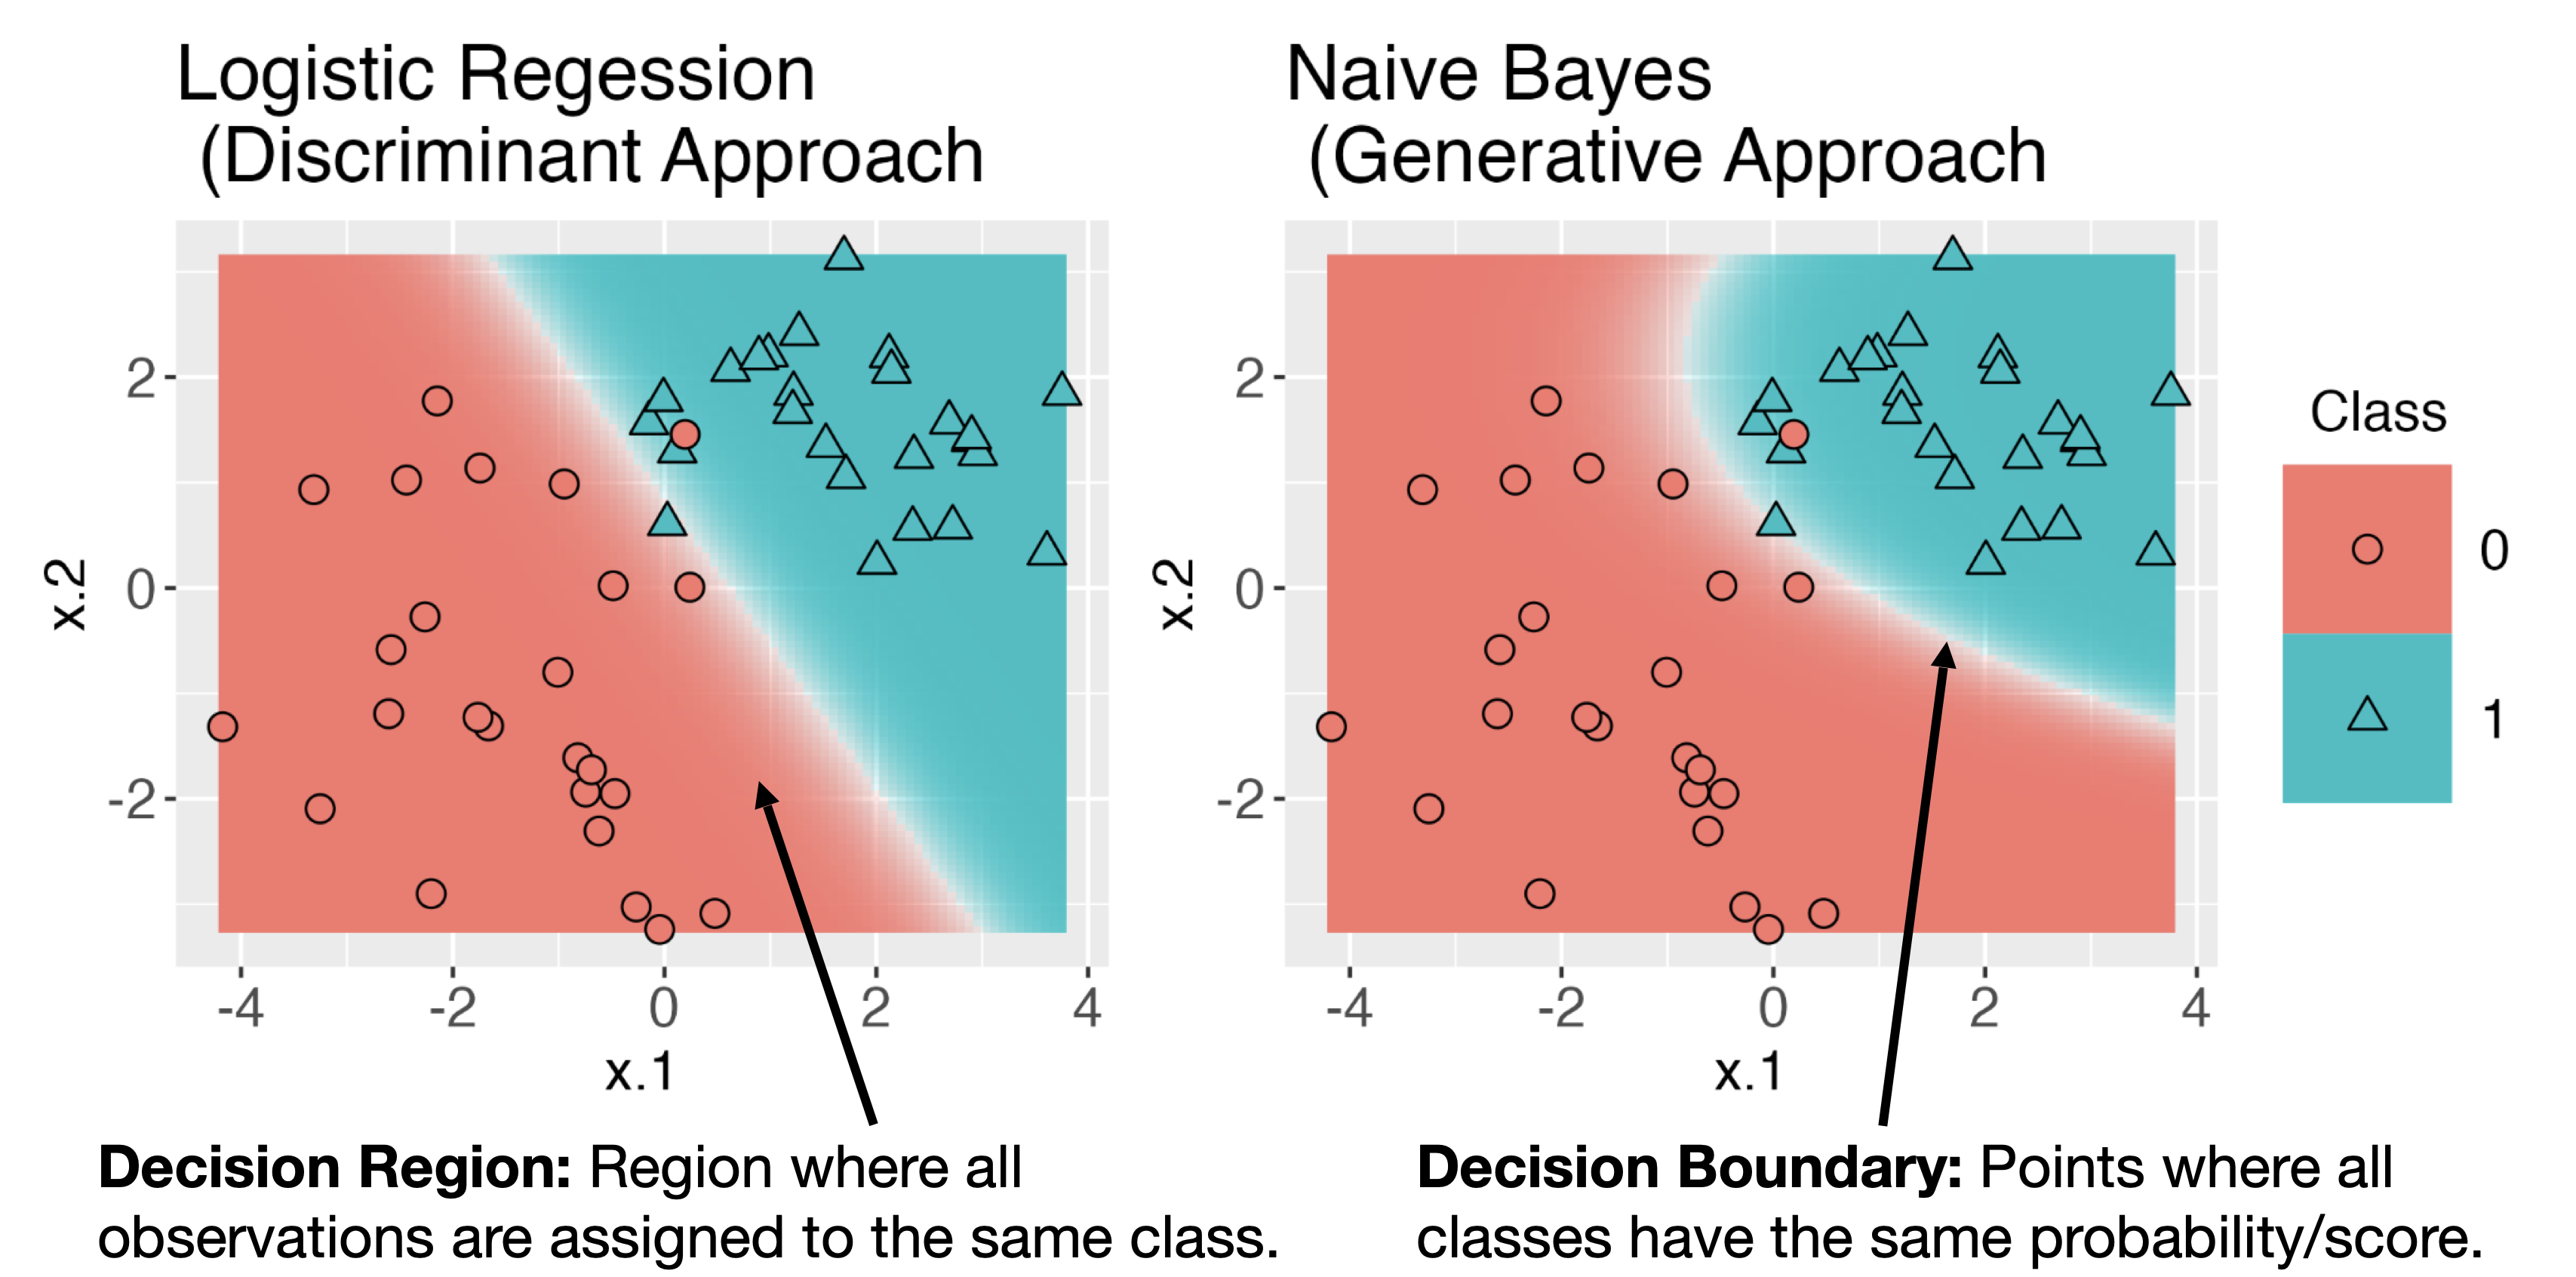 Logistic Regession
(Discriminant Approach
Naive Bayes
(Generative Approach
x.2
2
0
-2
-4 -2 0 2 4
x.1
x.2
2
0
-2
-4 -2 0 2 4
x.1
Class
0
1
Decision Region: Region where all
observations are assigned to the same class.
Decision Boundary: Points where all
classes have the same probability/score.